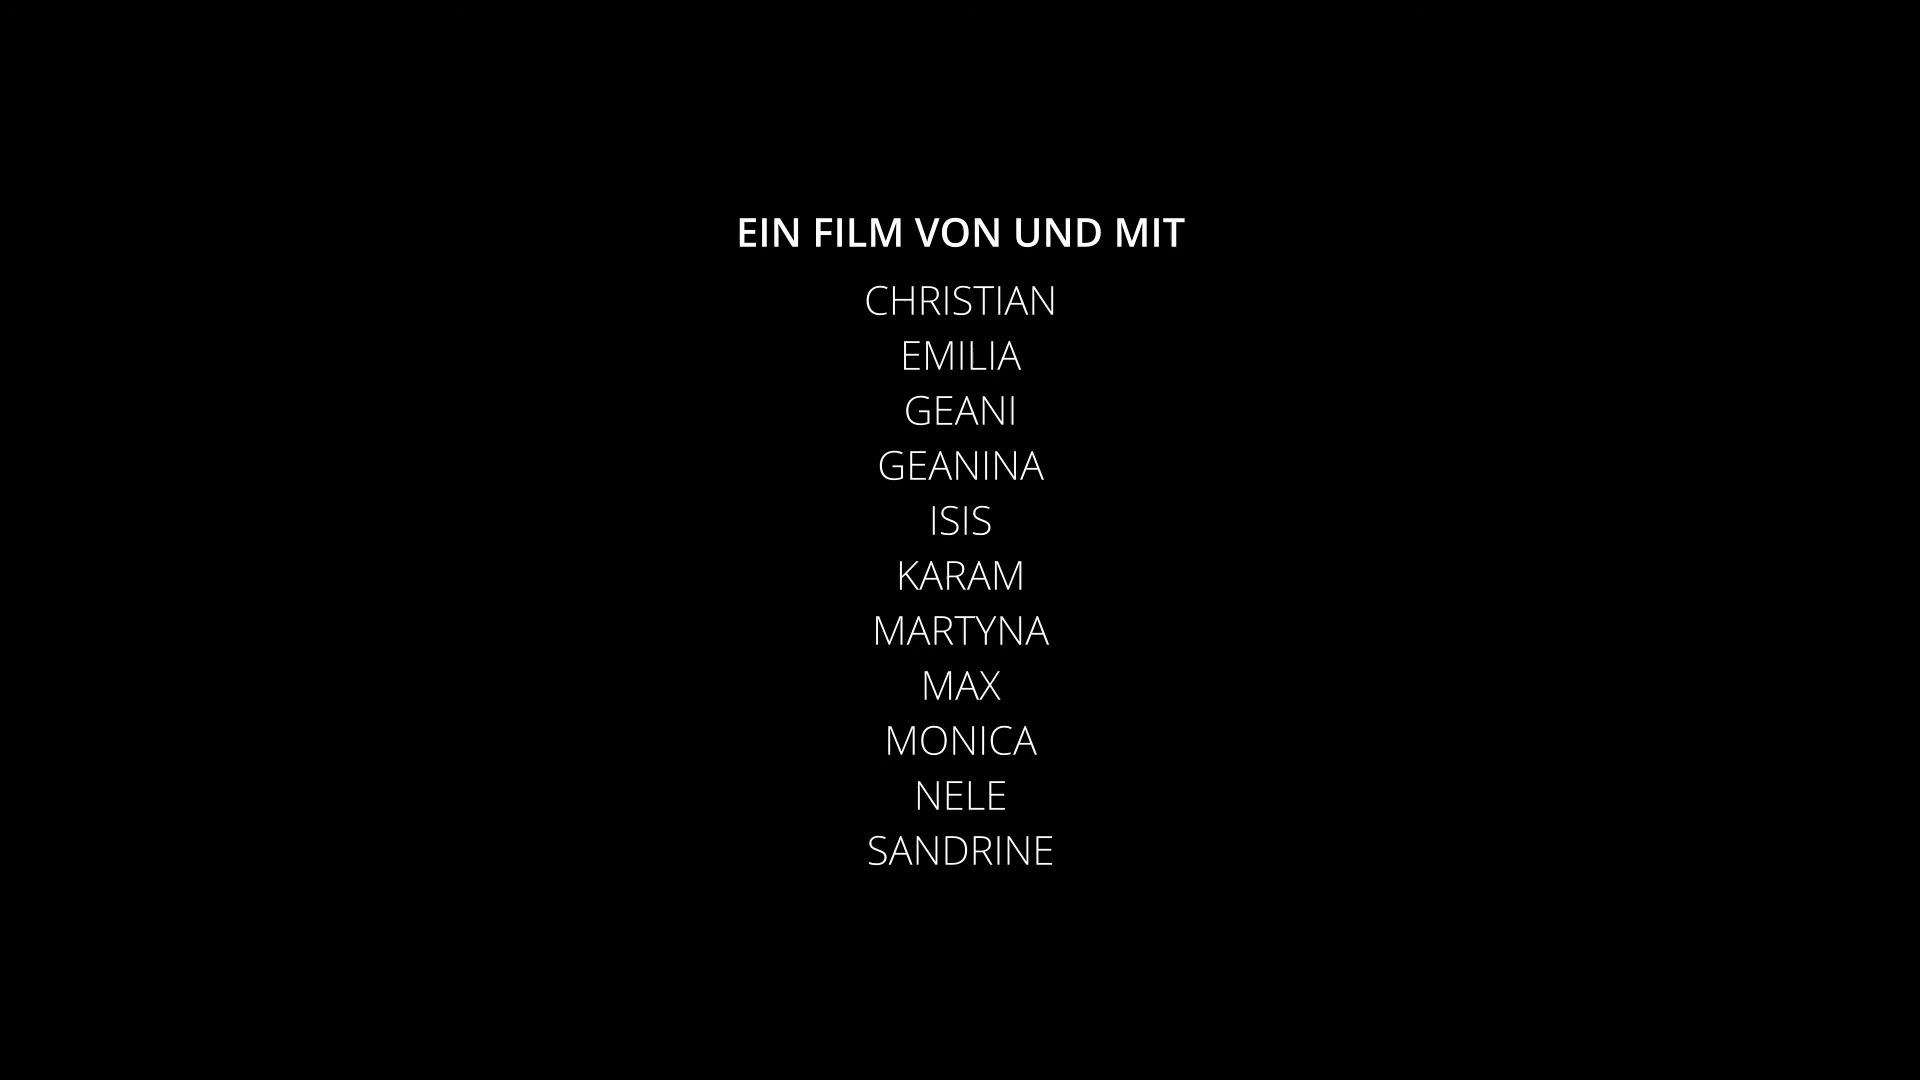 EIN FILM VON UND MIT
CHRISTIAN
EMILIA
GEANI
GEANINA
ISIS
KARAM
MARTYNA
MAX
MONICA
NELE
SANDRINE